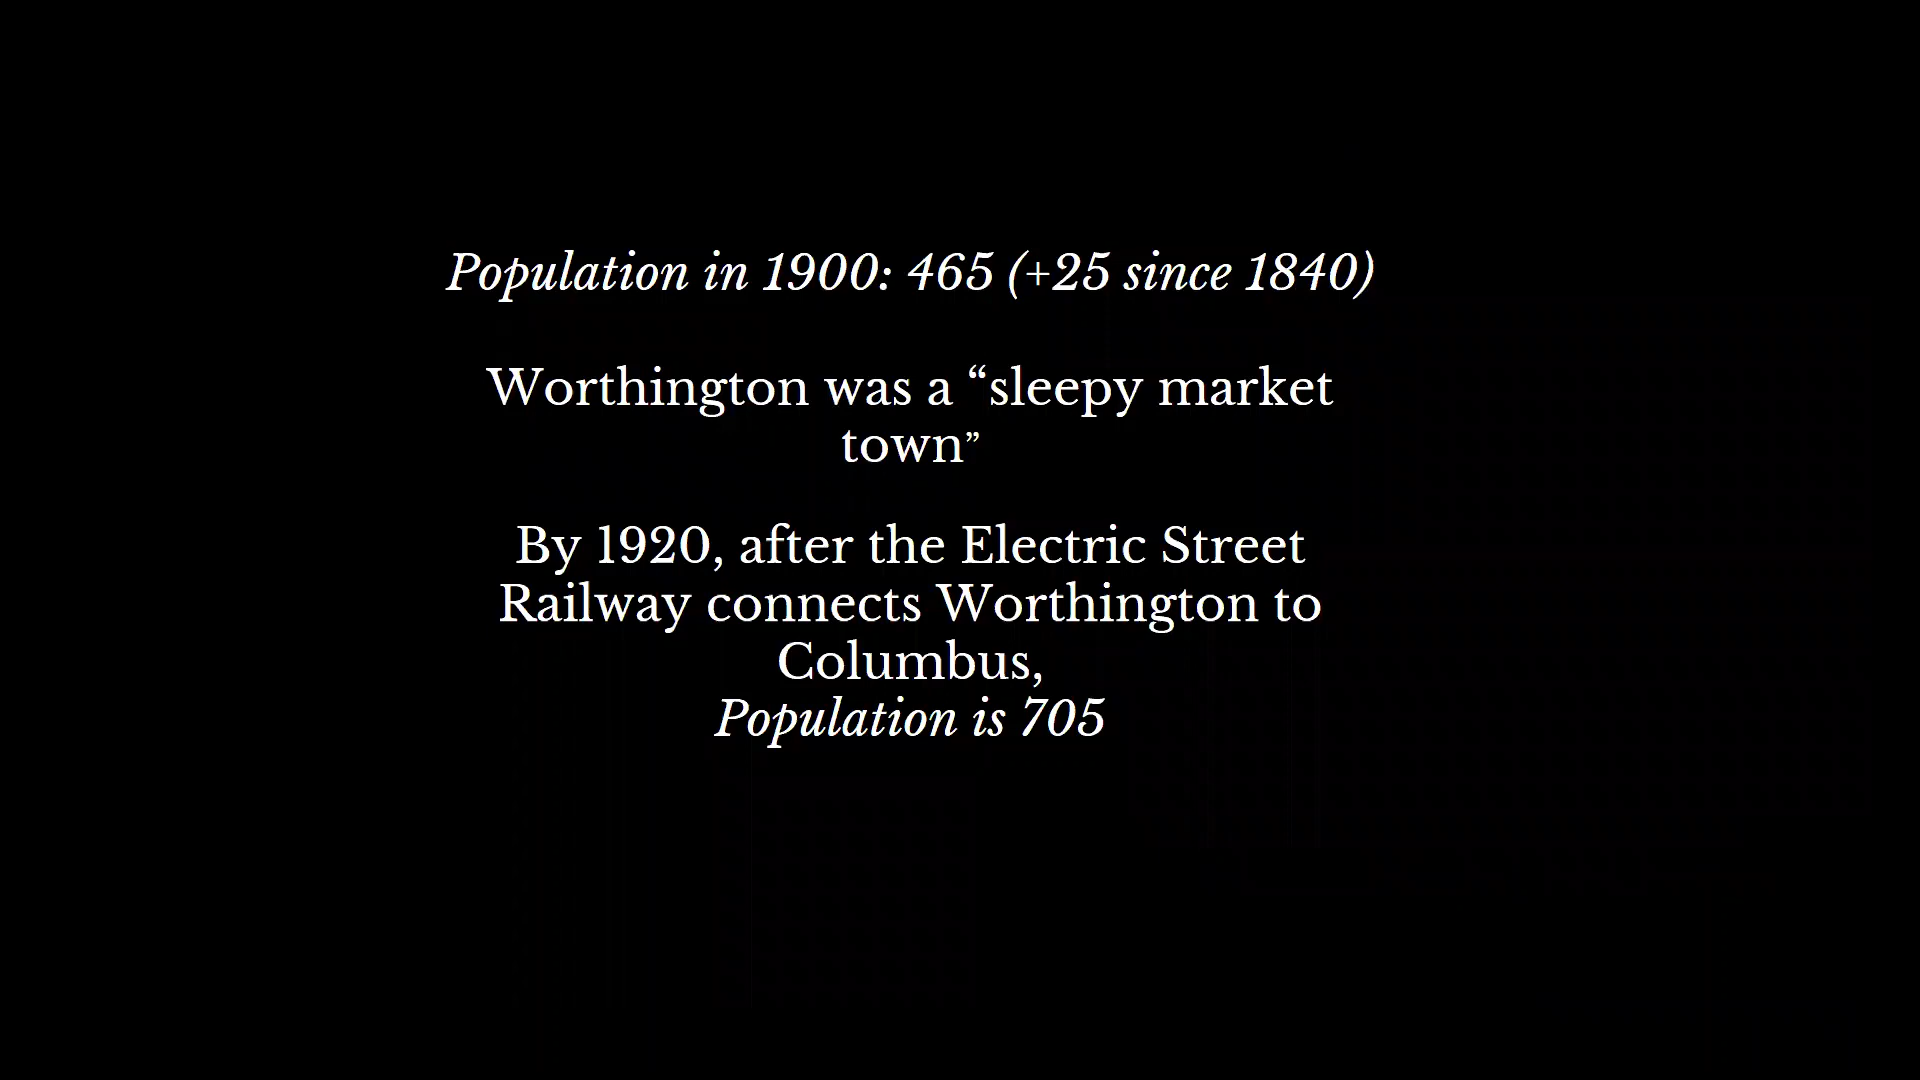 Population in 1900: 465 (+25 since 1840)
Worthington was a “sleepy market
town”
By 1920, after the Electric Street
Railway connects Worthington to
Columbus,
Population is 705